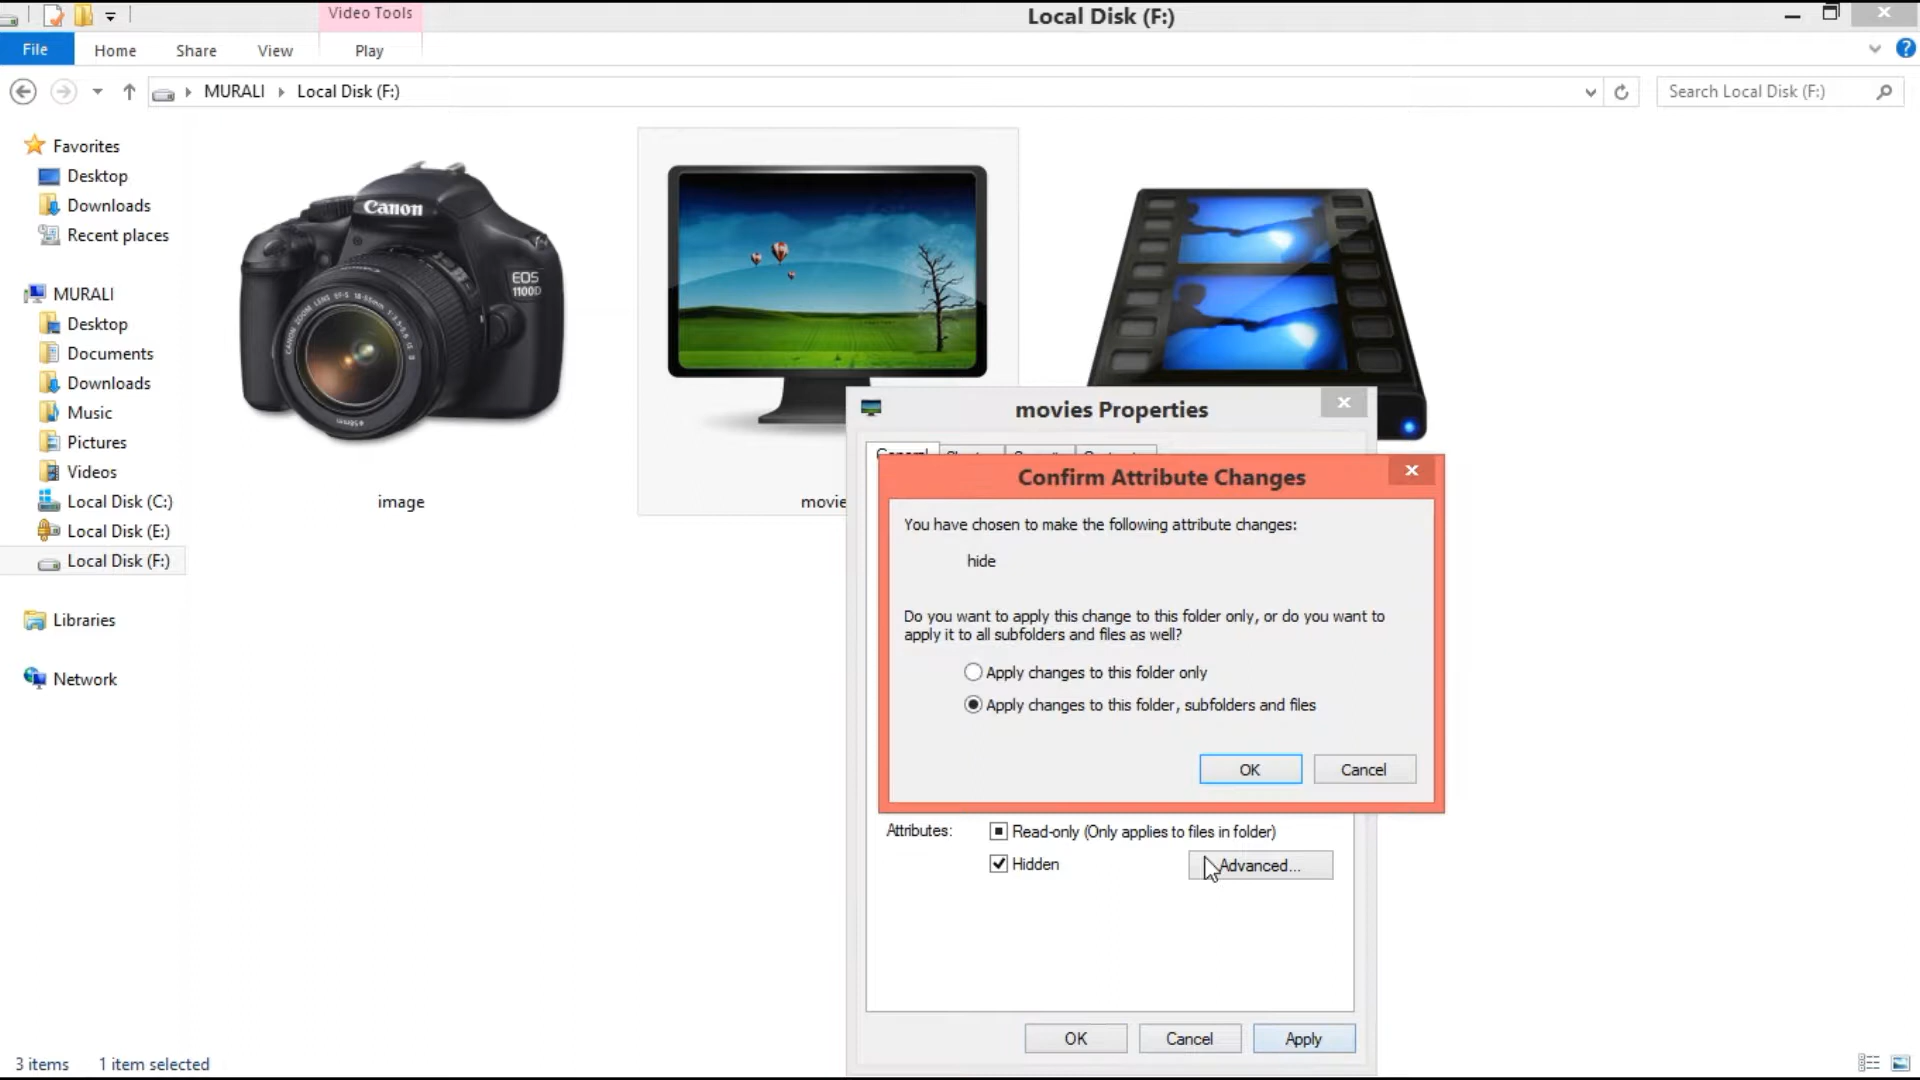 Video Tools
Local Disk (F:)
File
Home
Share
View
Play
MURALI
Local Disk (F:)
Search Local Disk (F:)
Favorites
Desktop
Downloads
Recent places
MURALI
Desktop
Documents
Downloads
Music
Pictures
Videos
Local Disk (C:)
Local Disk (E:)
Local Disk (F:)
Libraries
Network
Canon
EOS
1100D
image
movie
movies Properties
General
Confirm Attribute Changes
You have chosen to make the following attribute changes:
hide
Do you want to apply this change to this folder only, or do you want to
apply it to all subfolders and files as well?
Apply changes to this folder only
Apply changes to this folder, subfolders and files
OK
Cancel
Attributes:
Read-only (Only applies to files in folder)
Hidden
Advanced...
OK
Cancel
Apply
3 items
1 item selected